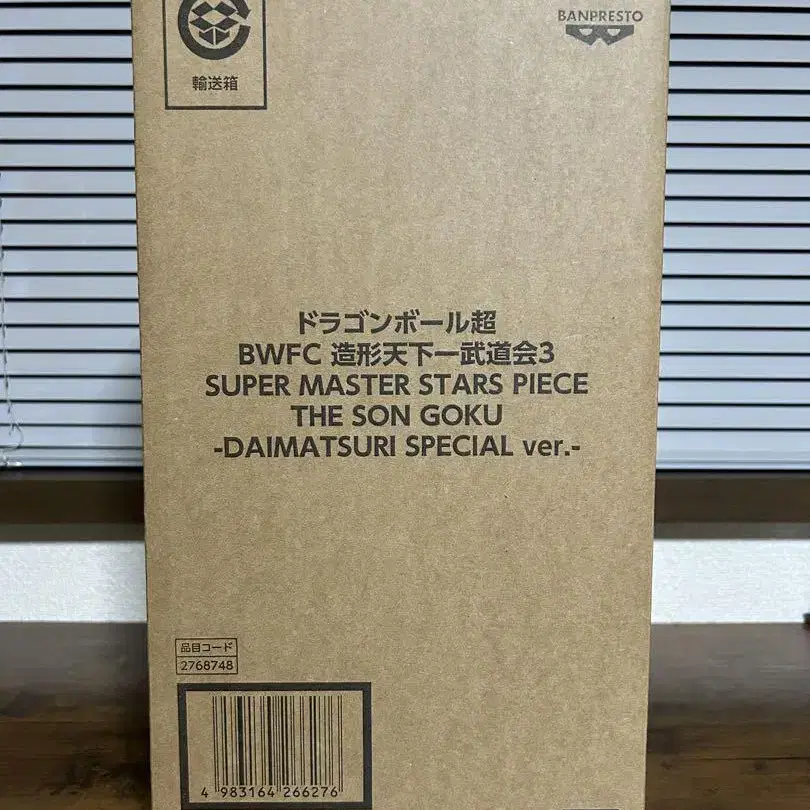 輸送箱
BANPRESTO
ドラゴンボール超
BWFC 造形天下一武道会3
SUPER MASTER STARS PIECE
THE SON GOKU
-DAIMATSURI SPECIAL ver.-
品目コード
2768748
4 983164 266276